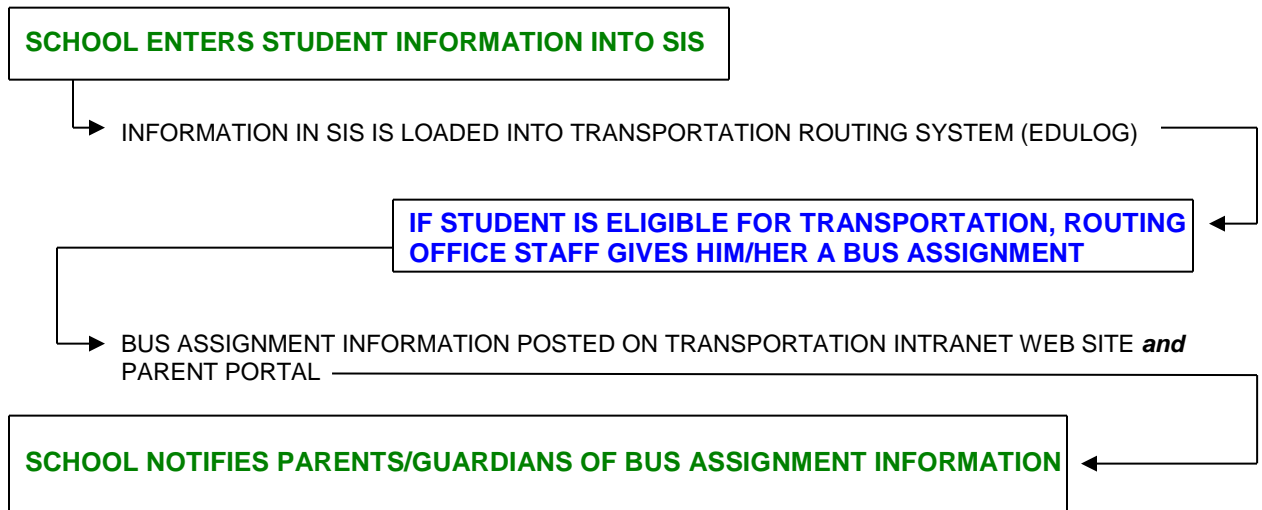 SCHOOL ENTERS STUDENT INFORMATION INTO SIS
INFORMATION IN SIS IS LOADED INTO TRANSPORTATION ROUTING SYSTEM (EDULOG)
IF STUDENT IS ELIGIBLE FOR TRANSPORTATION, ROUTING
OFFICE STAFF GIVES HIM/HER A BUS ASSIGNMENT
BUS ASSIGNMENT INFORMATION POSTED ON TRANSPORTATION INTRANET WEB SITE and
PARENT PORTAL
SCHOOL NOTIFIES PARENTS/GUARDIANS OF BUS ASSIGNMENT INFORMATION